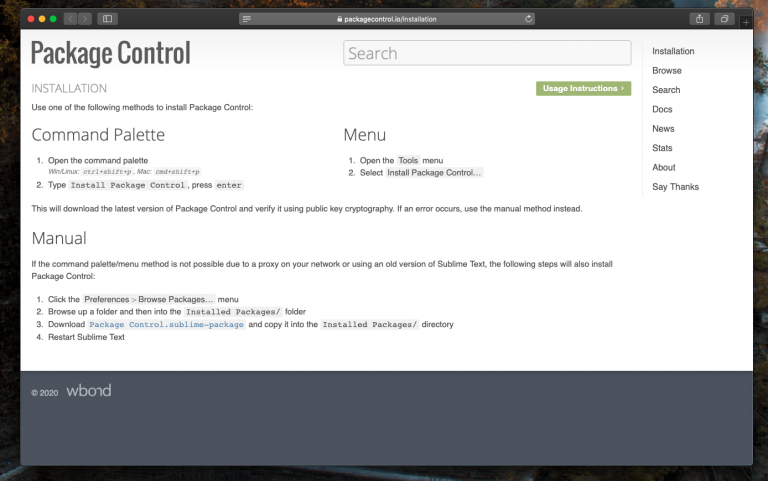 packagecontrol.io/installation
Package Control
Search
Installation
Browse
Search
Docs
News
Stats
About
Say Thanks
INSTALLATION
Usage Instructions
Use one of the following methods to install Package Control:
Command Palette
1. Open the command palette
Win/Linux: ctrl+shift+p, Mac: cmd+shift+p
2. Type Install Package Control, press enter
Menu
1. Open the Tools menu
2. Select Install Package Control…
This will download the latest version of Package Control and verify it using public key cryptography. If an error occurs, use the manual method instead.
Manual
If the command palette/menu method is not possible due to a proxy on your network or using an old version of Sublime Text, the following steps will also install
Package Control:
1. Click the Preferences > Browse Packages… menu
2. Browse up a folder and then into the Installed Packages/ folder
3. Download Package Control.sublime-package and copy it into the Installed Packages/ directory
4. Restart Sublime Text
© 2020 wbond